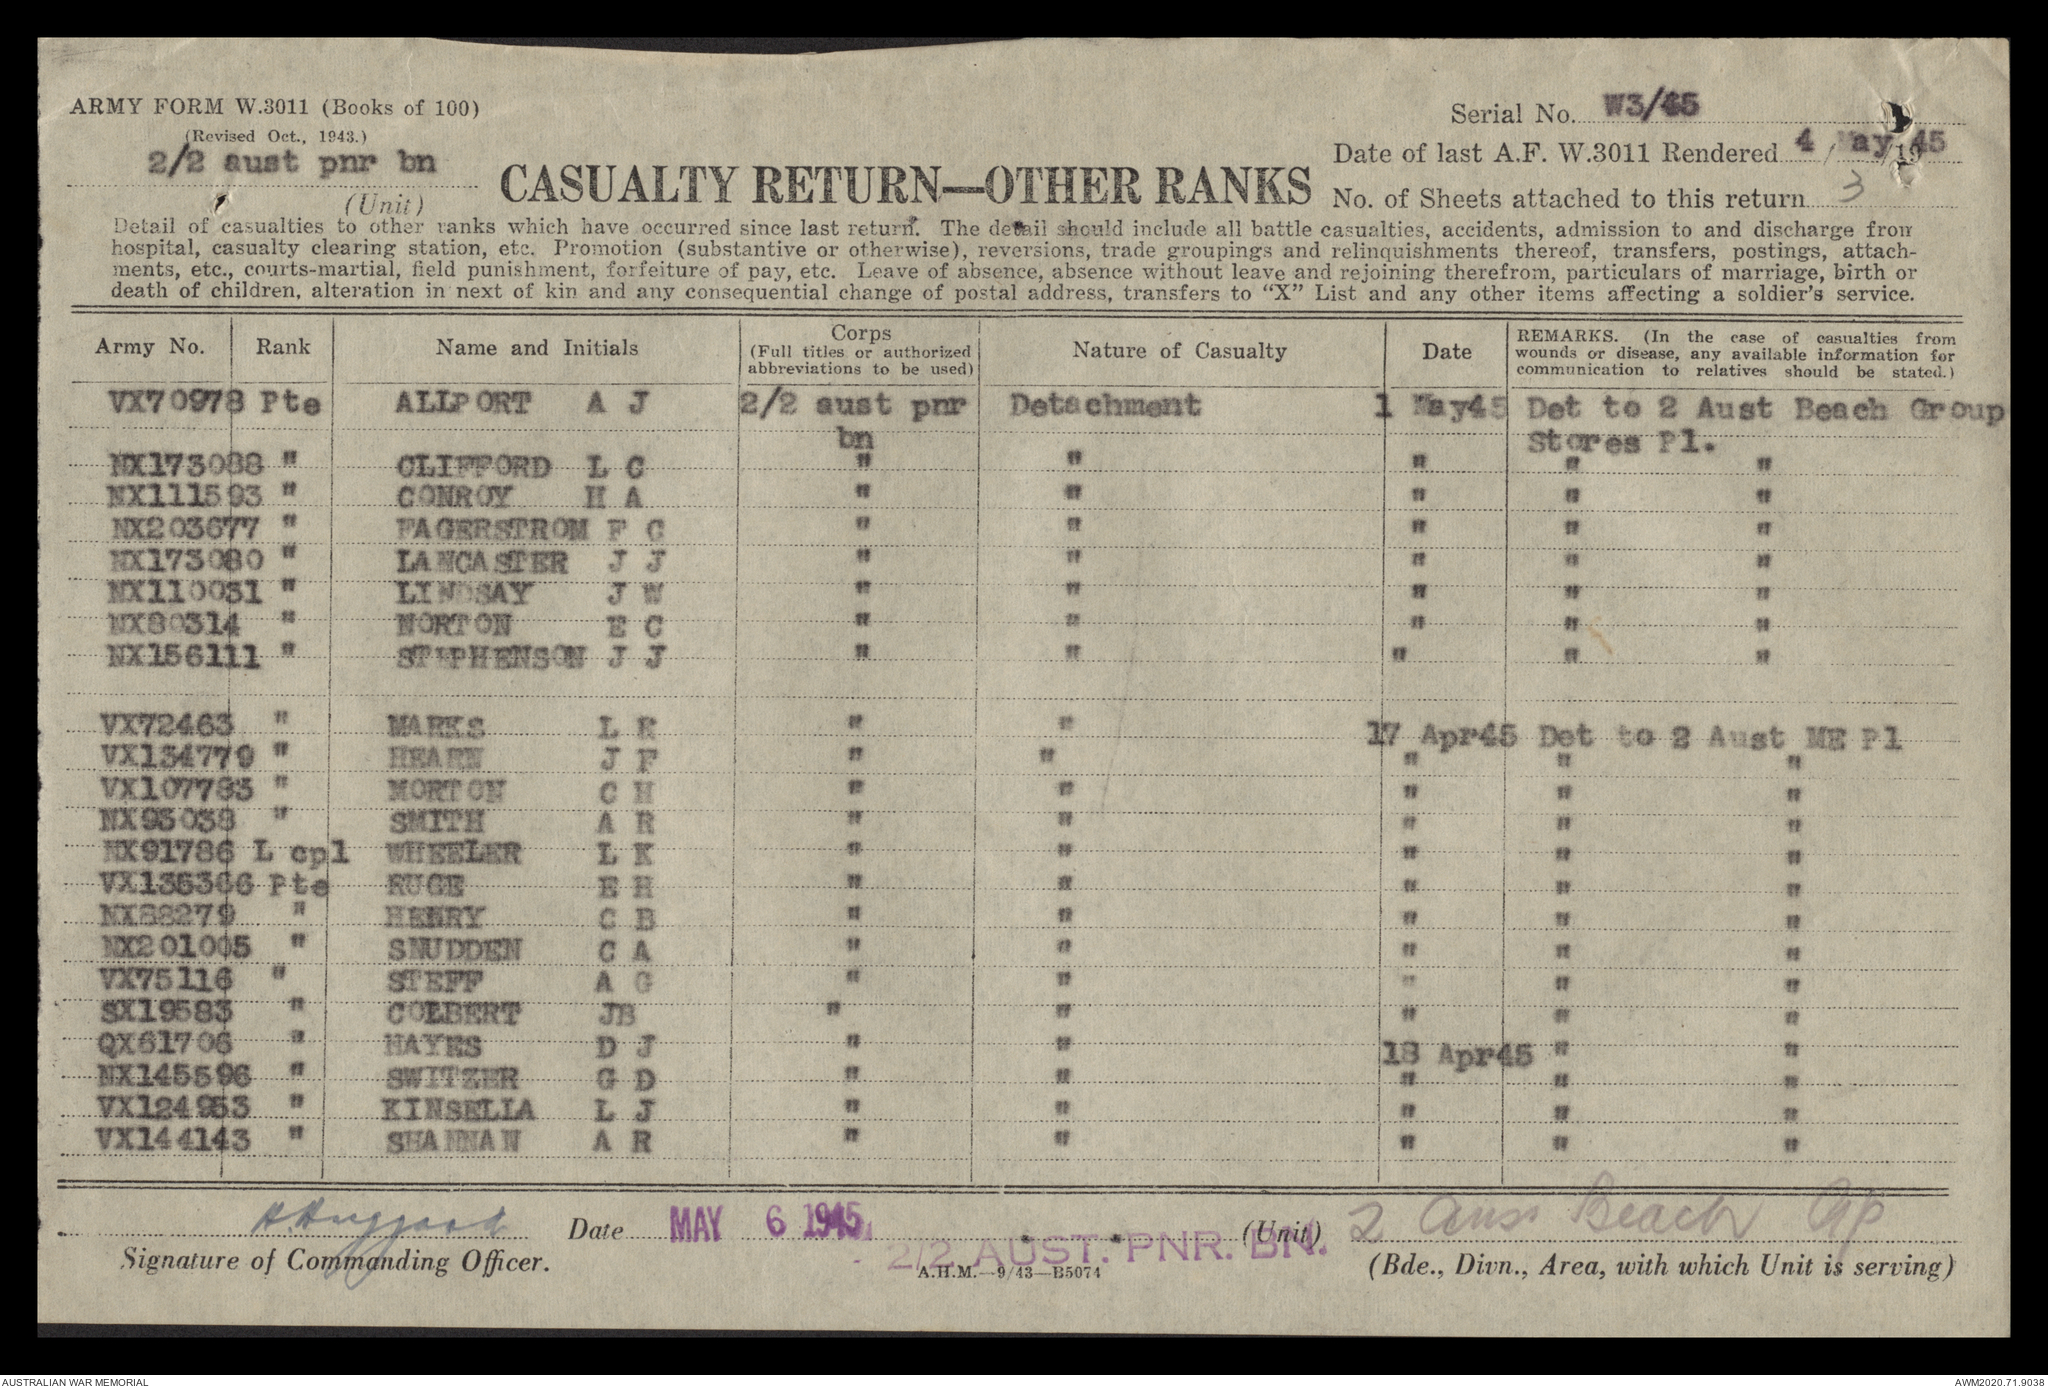 ARMY FORM W.3011 (Books of 100)
(Revised Oct., 1943.)
2/2 aust pnr bn
(Unit)
CASUALTY RETURN—OTHER RANKS
Serial No. W3/45
Date of last A.F. W.3011 Rendered 4 / May /1945
No. of Sheets attached to this return 3
Detail of casualties to other ranks which have occurred since last return. The detail should include all battle casualties, accidents, admission to and discharge from
hospital, casualty clearing station, etc. Promotion (substantive or otherwise), reversions, trade groupings and relinquishments thereof, transfers, postings, attach-
ments, etc., courts-martial, field punishment, forfeiture of pay, etc. Leave of absence, absence without leave and rejoining therefrom, particulars of marriage, birth or
death of children, alteration in next of kin and any consequential change of postal address, transfers to "X" List and any other items affecting a soldier's service.
Army No. Rank Name and Initials Corps (Full titles or authorized abbreviations to be used) Nature of Casualty Date REMARKS. (In the case of casualties from wounds or disease, any available information for communication to relatives should be stated.)
VX70978 Pte ALLPORT A J 2/2 aust pnr bn Detachment 1 May45 Det to 2 Aust Beach Group Stores Pl.
NX173088 " CLIFFORD L C " " " " "
NX111593 " CONROY H A " " " " "
NX203677 " FAGERSTROM F C " " " " "
NX173080 " LANCASTER J J " " " " "
NX110031 " LINDSAY J W " " " " "
NX80314 " NORTON E C " " " " "
NX156111 " STEPHENSON J J " " " " "
VX72463 " MARKS L R " " 17 Apr45 Det to 2 Aust ME Pl
VX134779 " HEARN J F " " " " "
VX107783 " MORTON C H " " " " "
NX93038 " SMITH A R " " " " "
NX91786 L cpl WHEELER L K " " " " "
VX135366 Pte RUGE E H " " " " "
NX88279 " HENRY C B " " " " "
NX201005 " SNUDDEN C A " " " " "
VX75116 " STEFF A G " " " " "
SX19583 " COLBERT JB " " " " "
QX61706 " HAYES D J " " 18 Apr45 " "
NX145596 " SWITZER G D " " " " "
VX124953 " KINSELLA L J " " " " "
VX144143 " SHANNAN A R " " " " "
H. Huggard
Signature of Commanding Officer.
Date MAY 6 1945
2/2 AUST. PNR. BN.
(Unit)
A.H.M.—9/43—B5074
2 Aus Beach Gp
(Bde., Divn., Area, with which Unit is serving)
AUSTRALIAN WAR MEMORIAL
AWM2020.71.9038